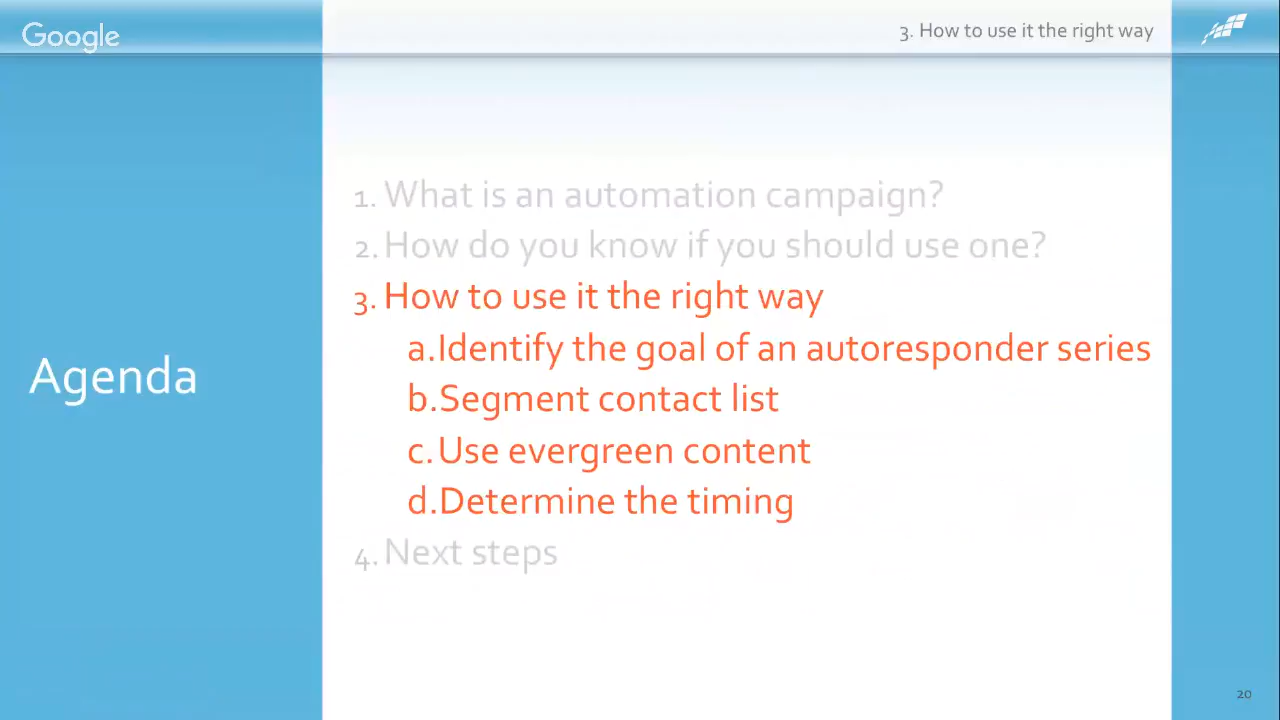 Google
3. How to use it the right way
Agenda
1. What is an automation campaign?
2. How do you know if you should use one?
3. How to use it the right way
a. Identify the goal of an autoresponder series
b. Segment contact list
c. Use evergreen content
d. Determine the timing
4. Next steps
20